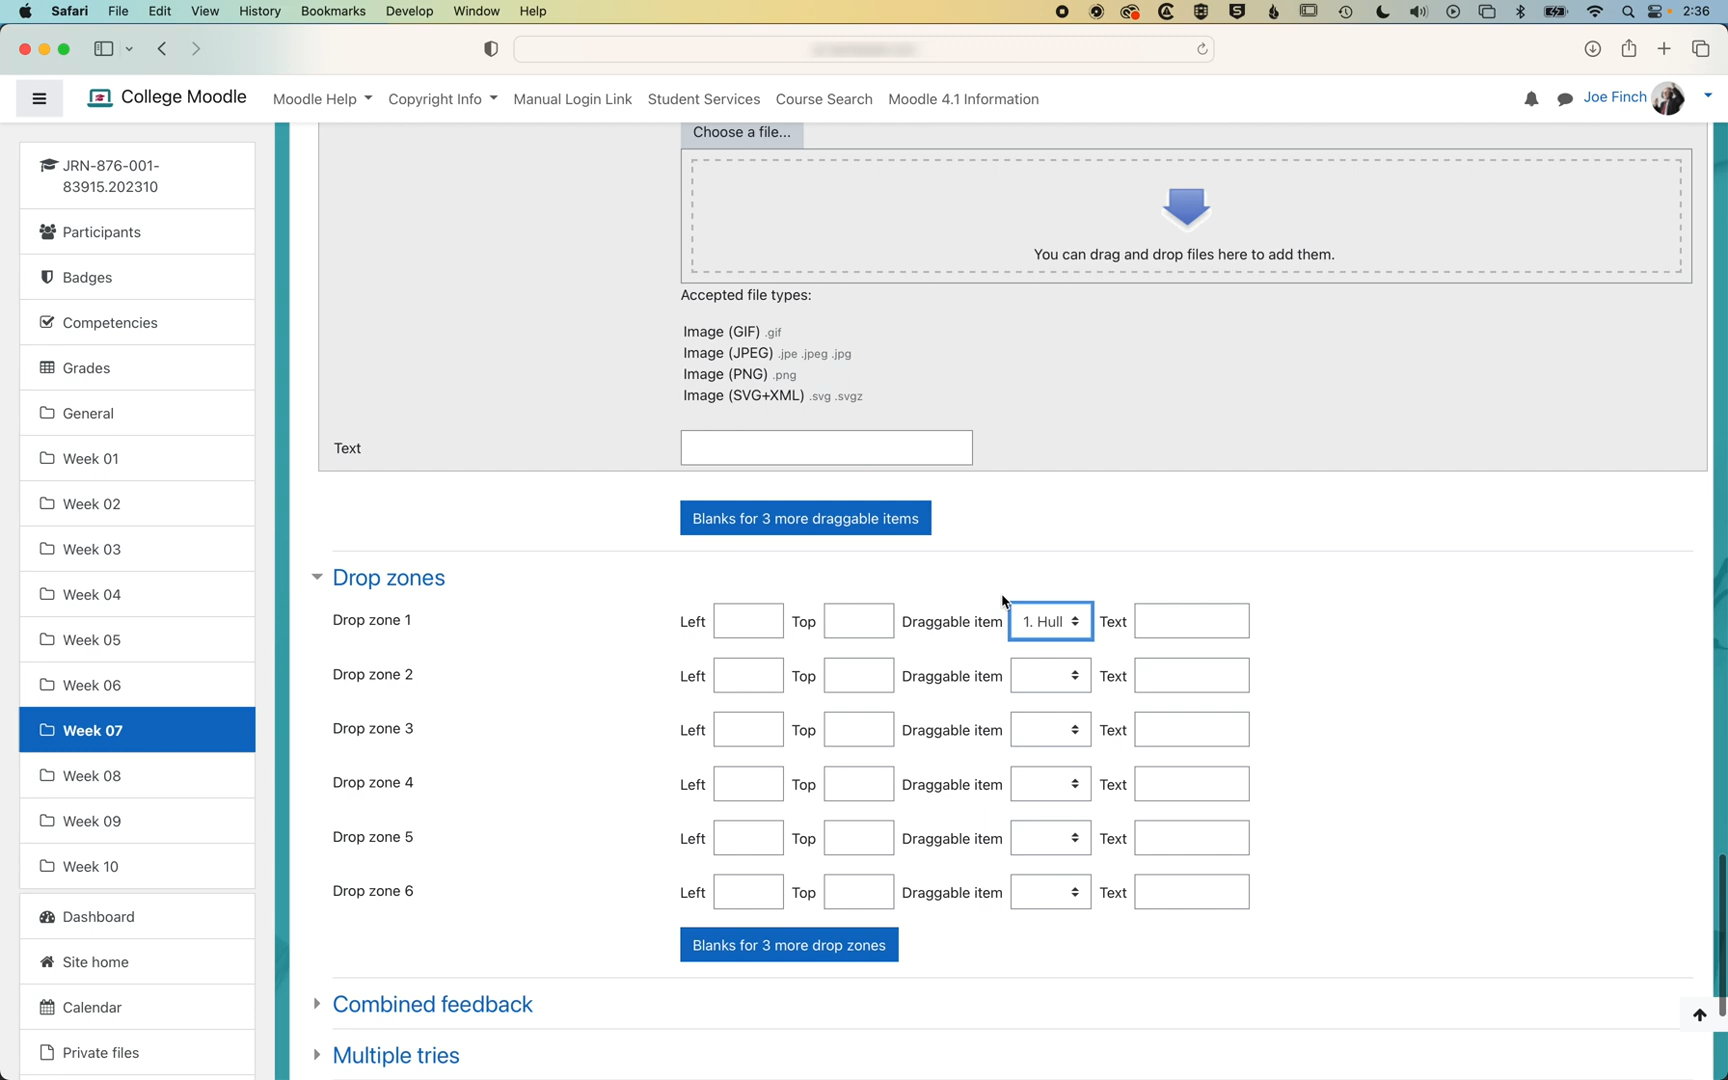 Safari File Edit View History Bookmarks Develop Window Help 2:36
College Moodle Moodle Help Copyright Info Manual Login Link Student Services Course Search Moodle 4.1 Information Joe Finch
JRN-876-001-
83915.202310
Participants
Badges
Competencies
Grades
General
Week 01
Week 02
Week 03
Week 04
Week 05
Week 06
Week 07
Week 08
Week 09
Week 10
Dashboard
Site home
Calendar
Private files
Choose a file...
You can drag and drop files here to add them.
Accepted file types:
Image (GIF) .gif
Image (JPEG) .jpe .jpeg .jpg
Image (PNG) .png
Image (SVG+XML) .svg .svgz
Text
Blanks for 3 more draggable items
Drop zones
Drop zone 1 Left Top Draggable item 1. Hull Text
Drop zone 2 Left Top Draggable item Text
Drop zone 3 Left Top Draggable item Text
Drop zone 4 Left Top Draggable item Text
Drop zone 5 Left Top Draggable item Text
Drop zone 6 Left Top Draggable item Text
Blanks for 3 more drop zones
Combined feedback
Multiple tries